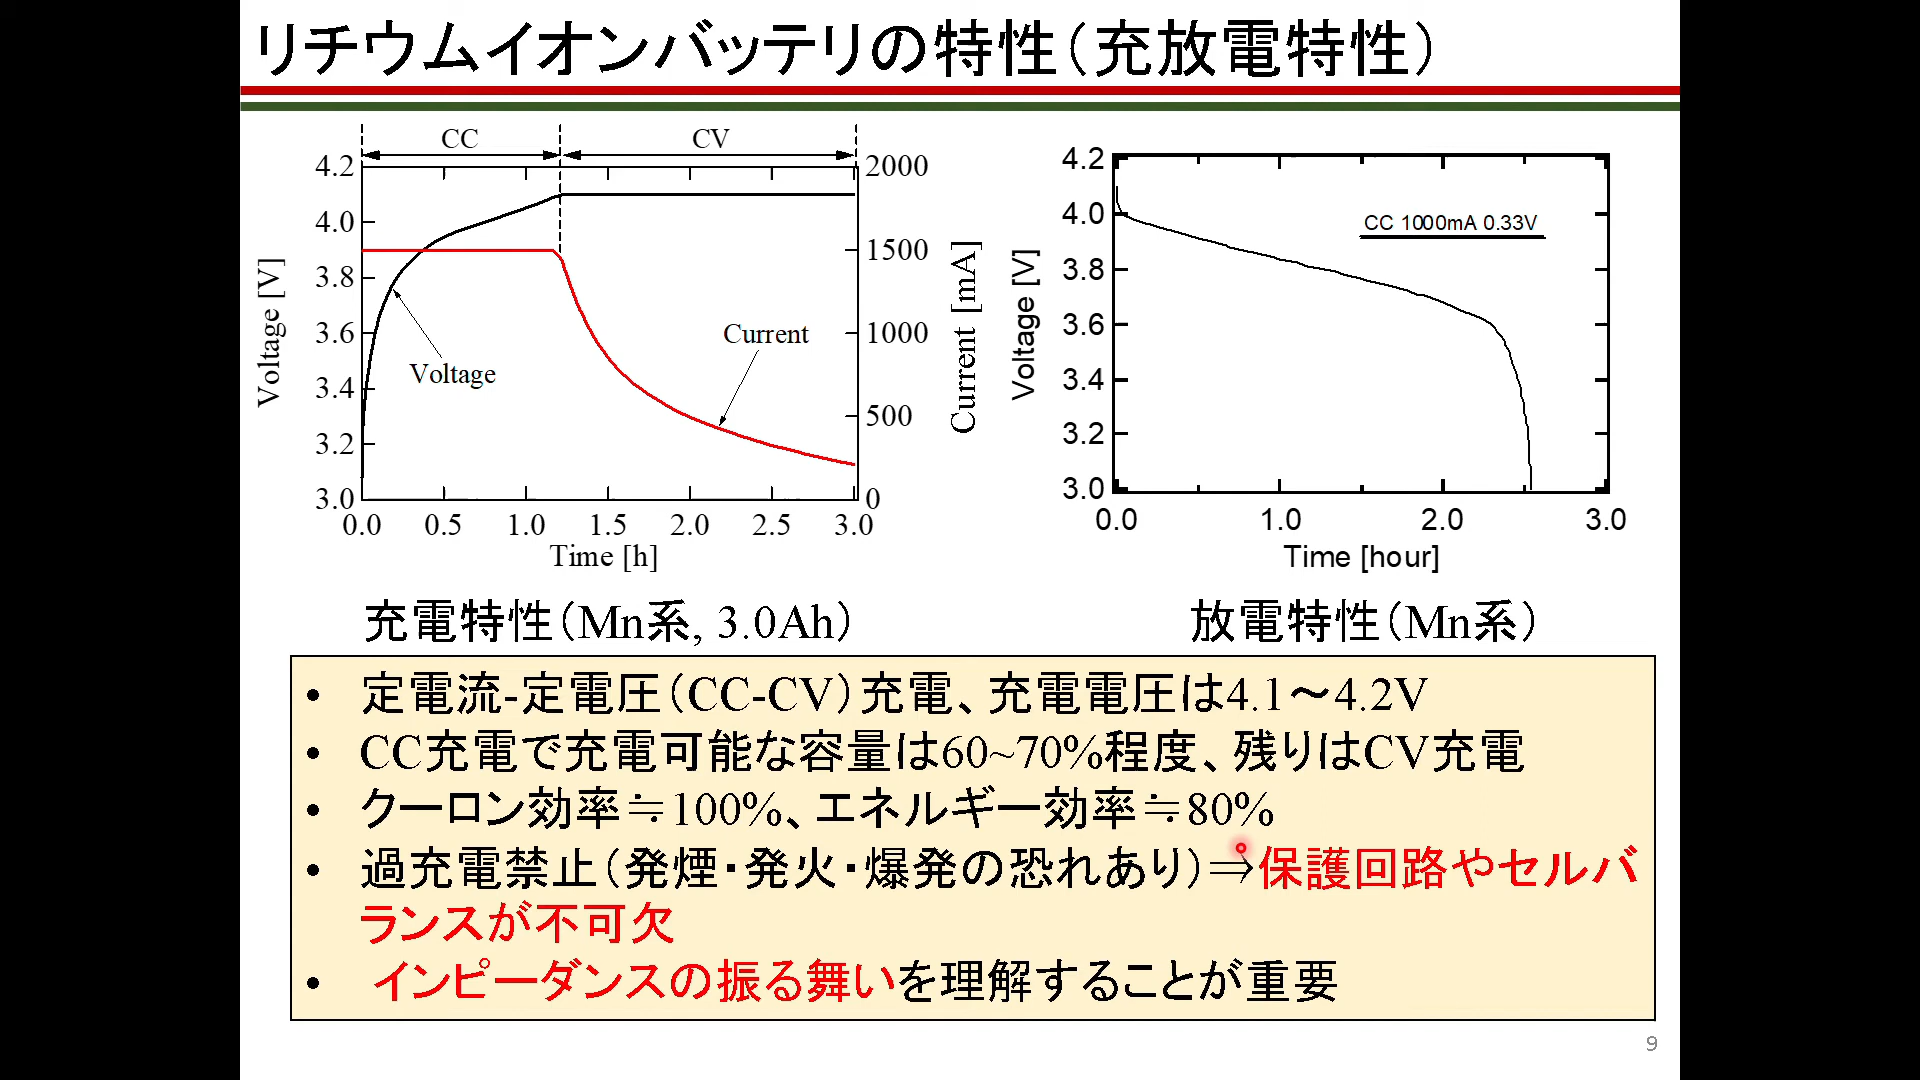 リチウムイオンバッテリの特性（充放電特性）
CC
CV
4.2
4.0
3.8
3.6
3.4
3.2
3.0
Voltage [V]
2000
1500
1000
500
0
Current [mA]
Voltage
Current
0.0 0.5 1.0 1.5 2.0 2.5 3.0
Time [h]
4.2
4.0
3.8
3.6
3.4
3.2
3.0
Voltage [V]
CC 1000mA 0.33V
0.0 1.0 2.0 3.0
Time [hour]
充電特性（Mn系, 3.0Ah）
放電特性（Mn系）
• 定電流-定電圧（CC-CV）充電、充電電圧は4.1～4.2V
• CC充電で充電可能な容量は60~70%程度、残りはCV充電
• クーロン効率≒100%、エネルギー効率≒80%
• 過充電禁止（発煙・発火・爆発の恐れあり）⇒保護回路やセルバ
ランスが不可欠
• インピーダンスの振る舞いを理解することが重要
9